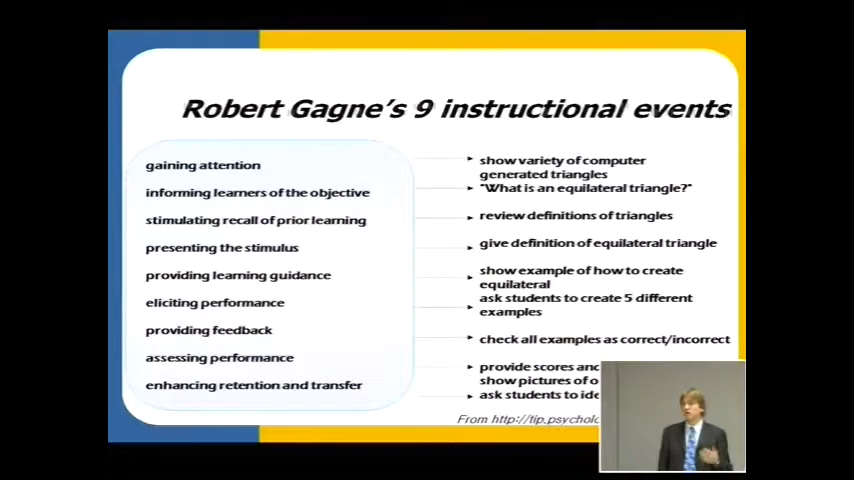 Robert Gagne's 9 instructional events
gaining attention
informing learners of the objective
stimulating recall of prior learning
presenting the stimulus
providing learning guidance
eliciting performance
providing feedback
assessing performance
enhancing retention and transfer
show variety of computer
generated triangles
"What is an equilateral triangle?"
review definitions of triangles
give definition of equilateral triangle
show example of how to create
equilateral
ask students to create 5 different
examples
check all examples as correct/incorrect
provide scores and
show pictures of
ask students to
From http://tip.psycholo